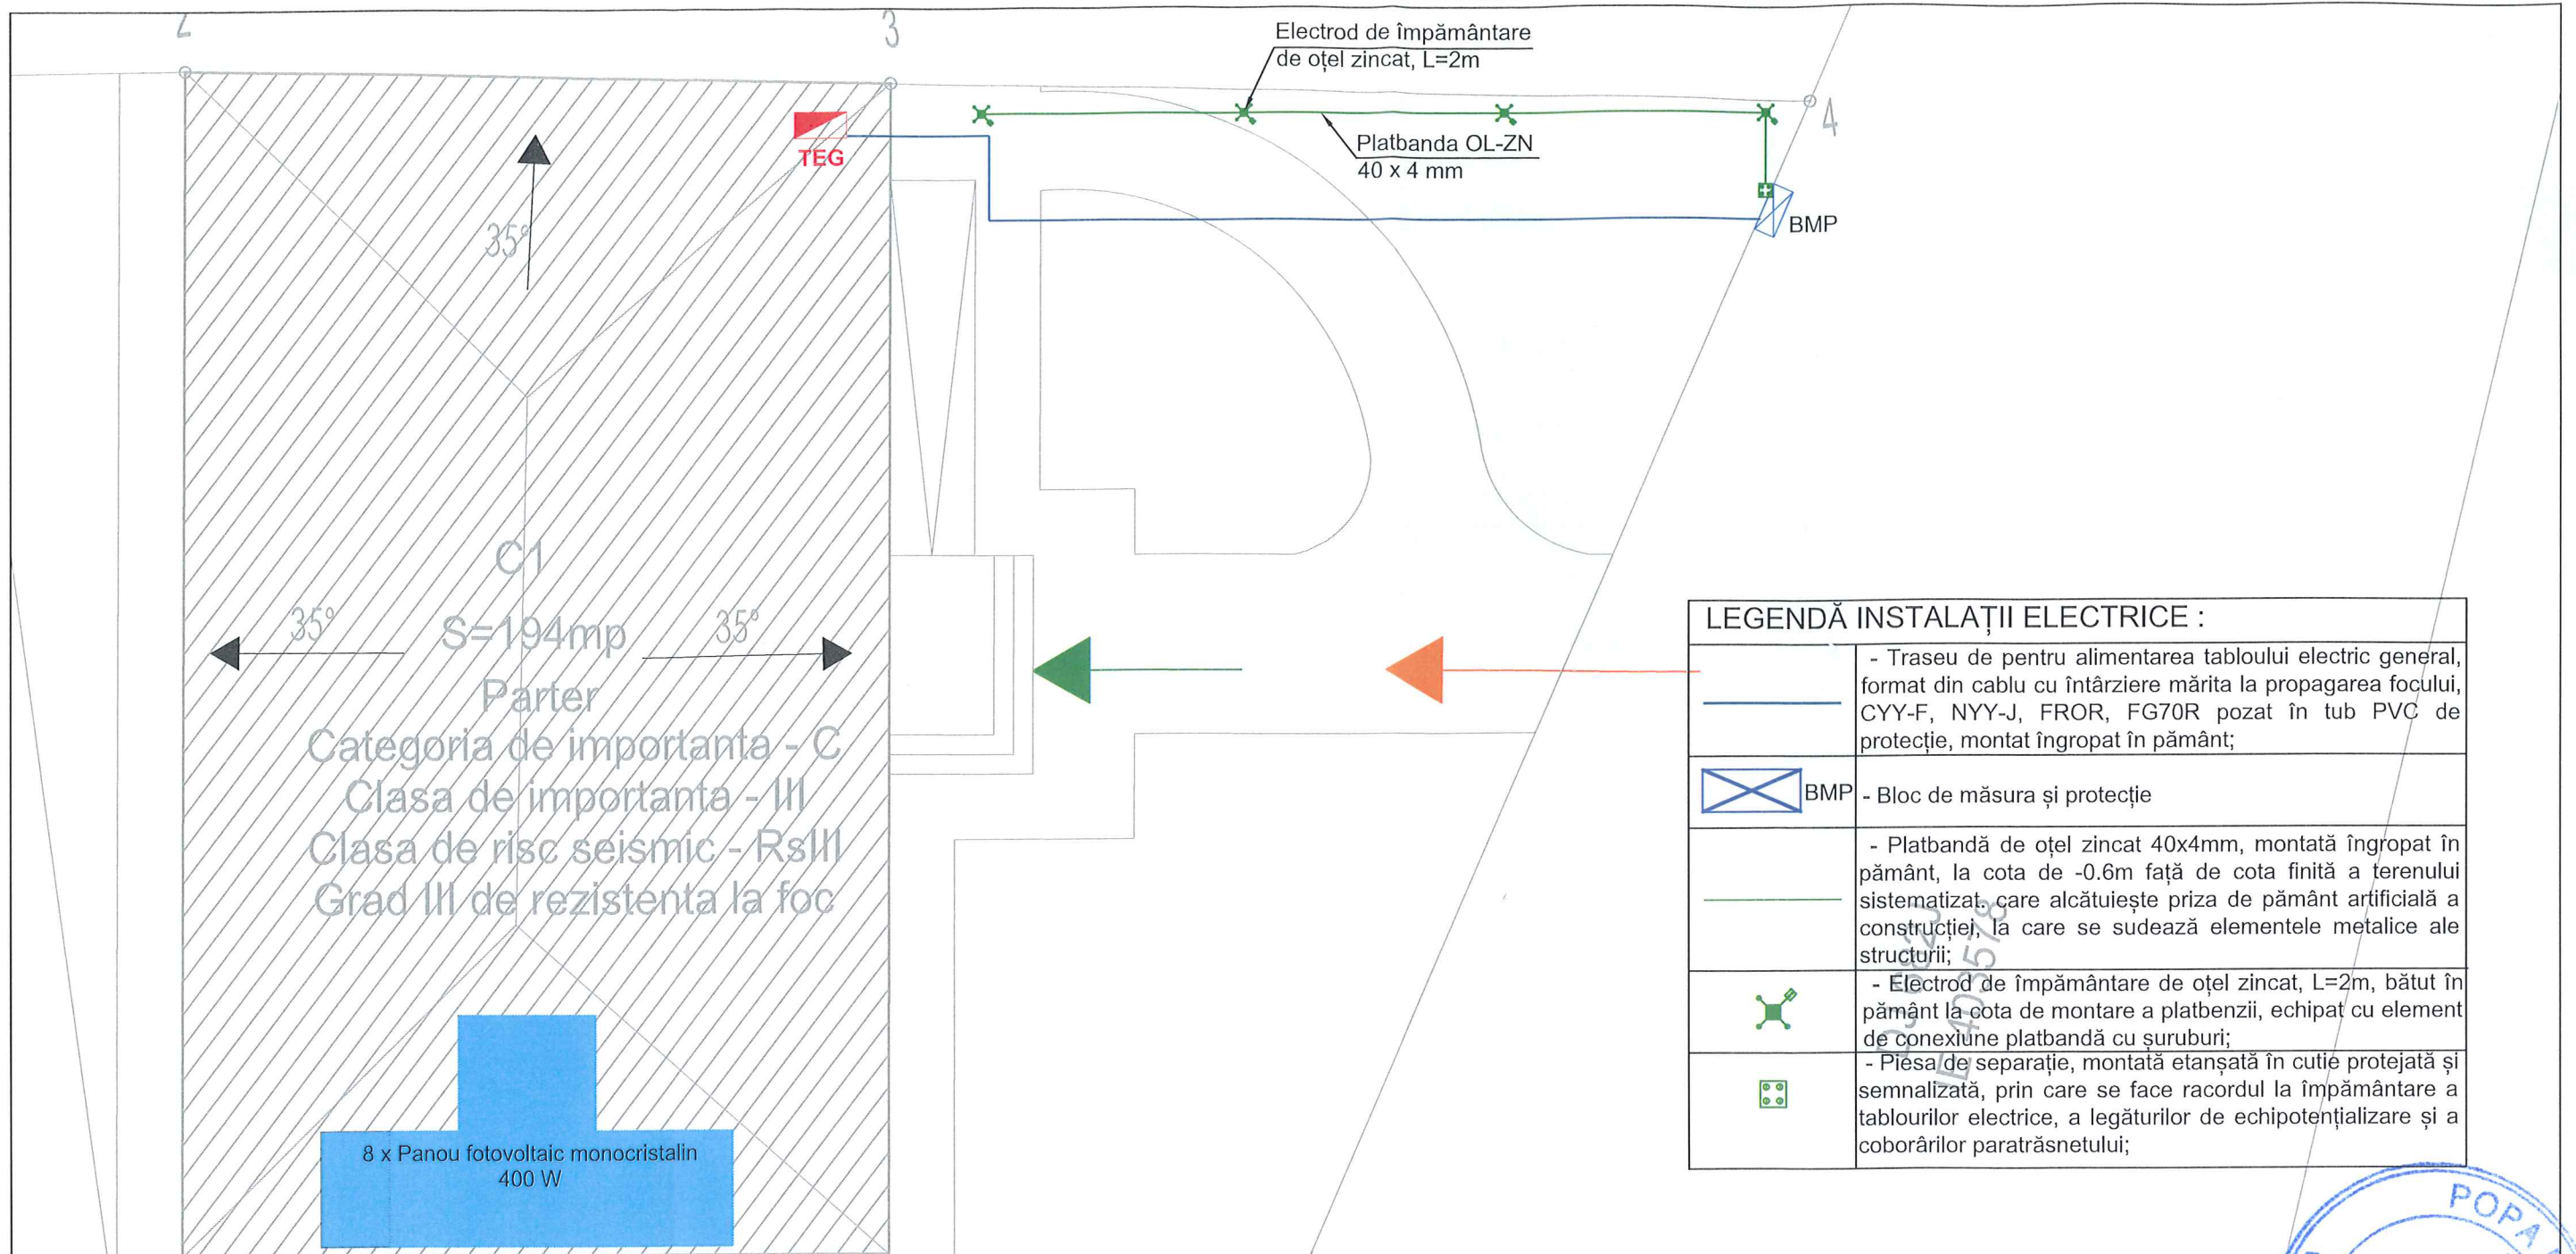 2
3
Electrod de împământare
de oțel zincat, L=2m
4
TEG
Platbanda OL-ZN
40 x 4 mm
BMP
35°
C1
35°
S=194mp
35°
Parter
Categoria de importanta - C
Clasa de importanta - III
Clasa de risc seismic - RsIII
Grad III de rezistenta la foc
8 x Panou fotovoltaic monocristalin
400 W
LEGENDĂ INSTALAȚII ELECTRICE :
- Traseu de pentru alimentarea tabloului electric general,
format din cablu cu întârziere mărita la propagarea focului,
CYY-F, NYY-J, FROR, FG70R pozat în tub PVC de
protecție, montat îngropat în pământ;
BMP
- Bloc de măsura și protecție
- Platbandă de oțel zincat 40x4mm, montată îngropat în
pământ, la cota de -0.6m față de cota finită a terenului
sistematizat. care alcătuiește priza de pământ artificială a
construcției, la care se sudează elementele metalice ale
structurii;
- Electrod de împământare de oțel zincat, L=2m, bătut în
pământ la cota de montare a platbenzii, echipat cu element
de conexiune platbandă cu șuruburi;
- Piesa de separație, montată etanșată în cutie protejată și
semnalizată, prin care se face racordul la împământare a
tablourilor electrice, a legăturilor de echipotențializare și a
coborârilor paratrăsnetului;
DJ 682J
IE 403578
POPA